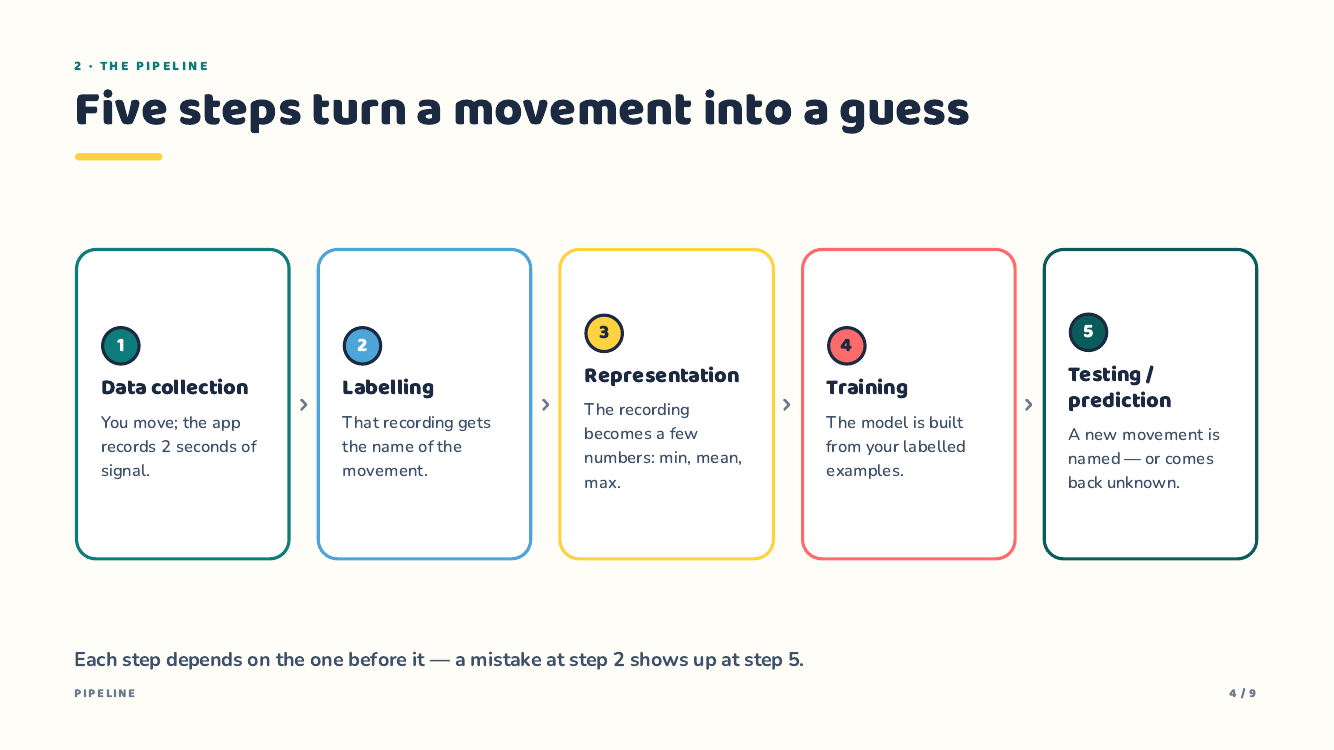 2 · THE PIPELINE
Five steps turn a movement into a guess
1
Data collection
You move; the app
records 2 seconds of
signal.
›
2
Labelling
That recording gets
the name of the
movement.
›
3
Representation
The recording
becomes a few
numbers: min, mean,
max.
›
4
Training
The model is built
from your labelled
examples.
›
5
Testing /
prediction
A new movement is
named — or comes
back unknown.
Each step depends on the one before it — a mistake at step 2 shows up at step 5.
PIPELINE
4 / 9